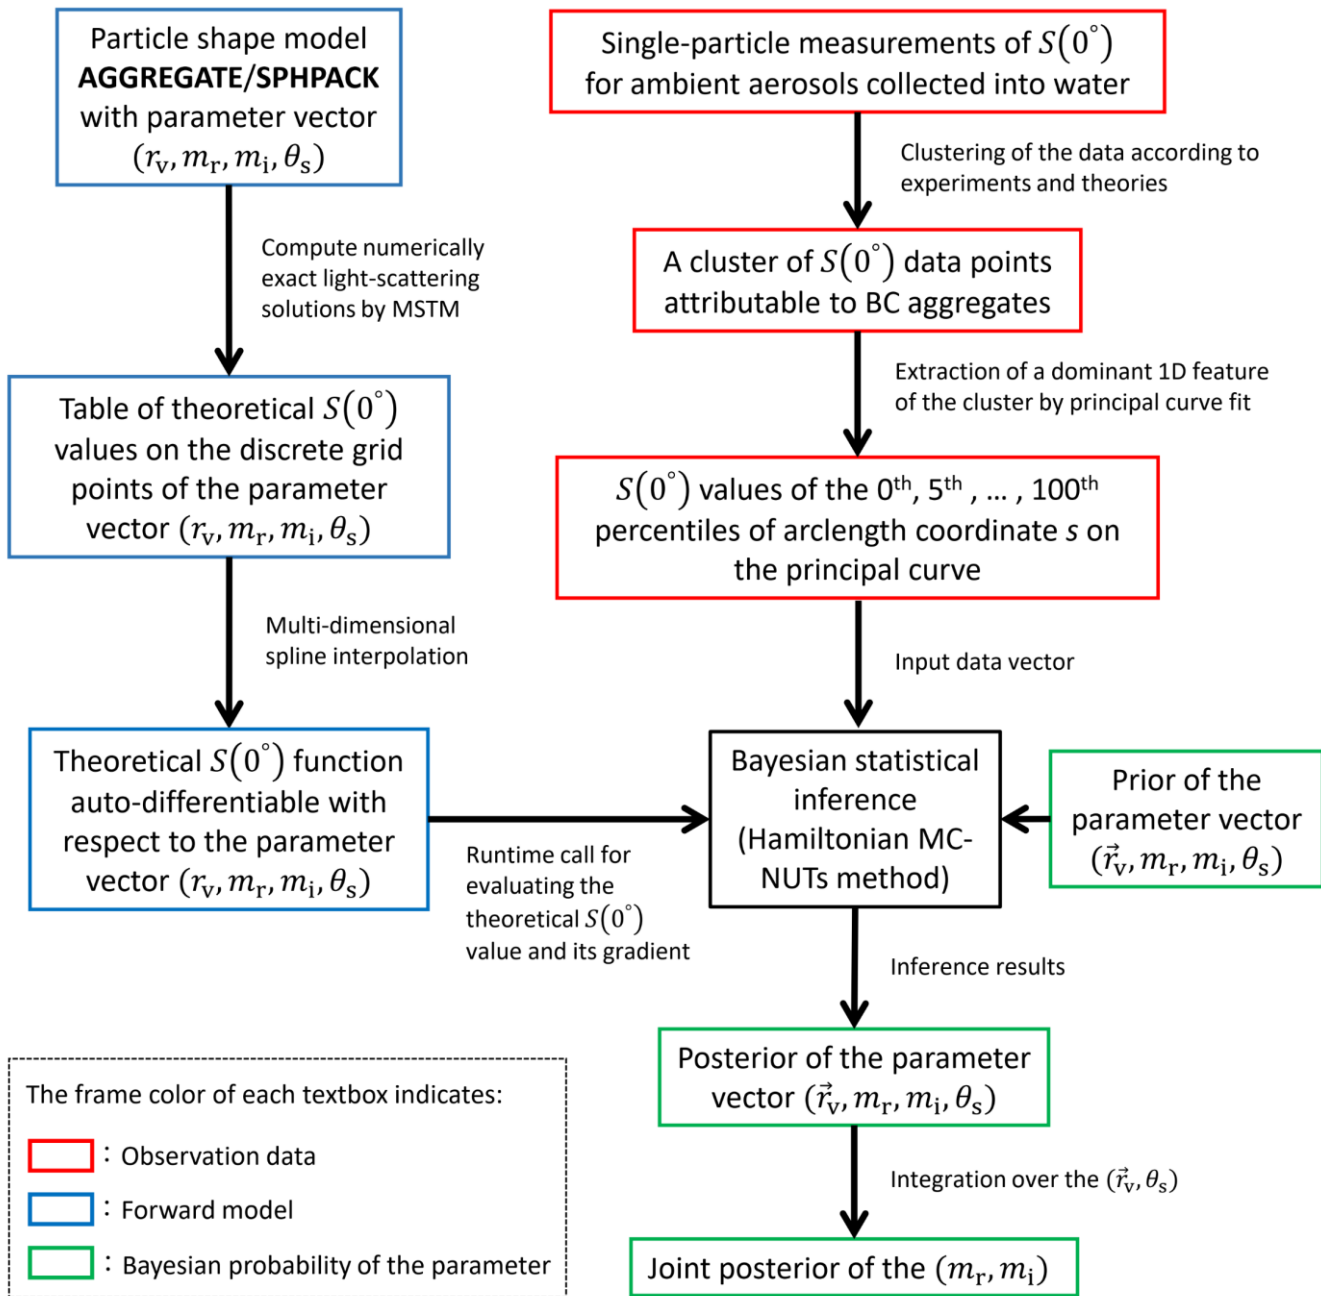 Particle shape model
AGGREGATE/SPHPACK
with parameter vector
(r_v, m_r, m_i, θ_s)
Compute numerically
exact light-scattering
solutions by MSTM
Table of theoretical S(0°)
values on the discrete grid
points of the parameter
vector (r_v, m_r, m_i, θ_s)
Multi-dimensional
spline interpolation
Theoretical S(0°) function
auto-differentiable with
respect to the parameter
vector (r_v, m_r, m_i, θ_s)
Runtime call for
evaluating the
theoretical S(0°)
value and its gradient
Single-particle measurements of S(0°)
for ambient aerosols collected into water
Clustering of the data according to
experiments and theories
A cluster of S(0°) data points
attributable to BC aggregates
Extraction of a dominant 1D feature
of the cluster by principal curve fit
S(0°) values of the 0th, 5th , … , 100th
percentiles of arclength coordinate s on
the principal curve
Input data vector
Bayesian statistical
inference
(Hamiltonian MC-
NUTs method)
Prior of the
parameter vector
(r⃗_v, m_r, m_i, θ_s)
Inference results
Posterior of the parameter
vector (r⃗_v, m_r, m_i, θ_s)
Integration over the (r⃗_v, θ_s)
Joint posterior of the (m_r, m_i)
The frame color of each textbox indicates:
: Observation data
: Forward model
: Bayesian probability of the parameter